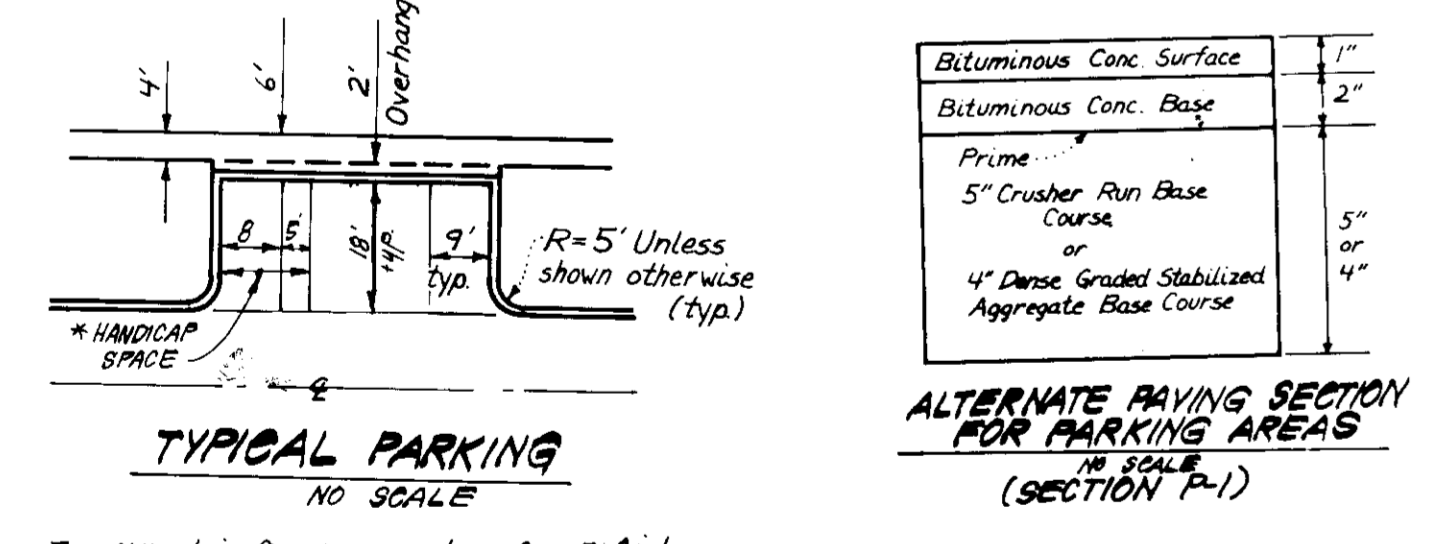 4'
6'
2'
Overhang
8
5'
18'
typ.
9'
typ.
R=5' Unless
shown otherwise
(typ.)
* HANDICAP
SPACE
℄
TYPICAL PARKING
NO SCALE
Bituminous Conc. Surface
1"
Bituminous Conc. Base
2"
Prime
5" Crusher Run Base
Course
or
4" Dense Graded Stabilized
Aggregate Base Course
5"
or
4"
ALTERNATE PAVING SECTION
FOR PARKING AREAS
NO SCALE
(SECTION P-1)